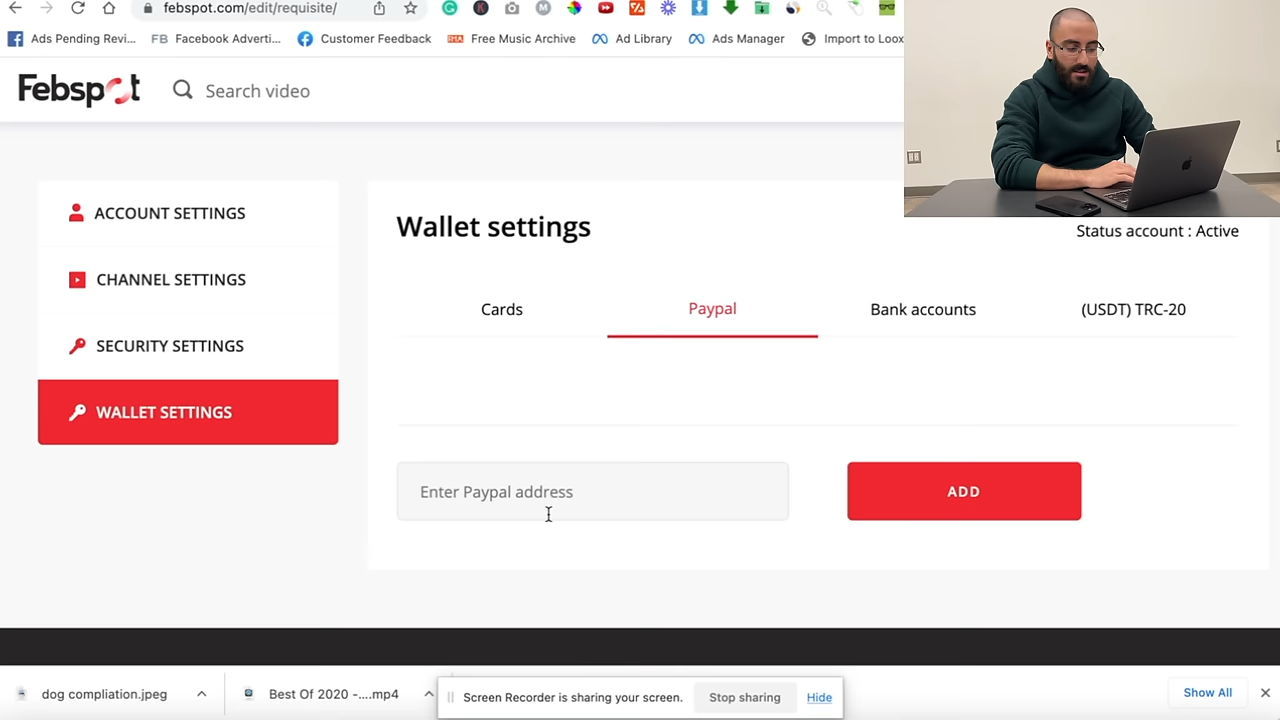 febspot.com/edit/requisite/
Ads Pending Revi...
FB Facebook Adverti...
Customer Feedback
Free Music Archive
Ad Library
Ads Manager
Import to Loox
Febspot
Search video
ACCOUNT SETTINGS
CHANNEL SETTINGS
SECURITY SETTINGS
WALLET SETTINGS
Wallet settings
Status account : Active
Cards
Paypal
Bank accounts
(USDT) TRC-20
Enter Paypal address
ADD
dog compliation.jpeg
Best Of 2020 -....mp4
Screen Recorder is sharing your screen.
Stop sharing
Hide
Show All